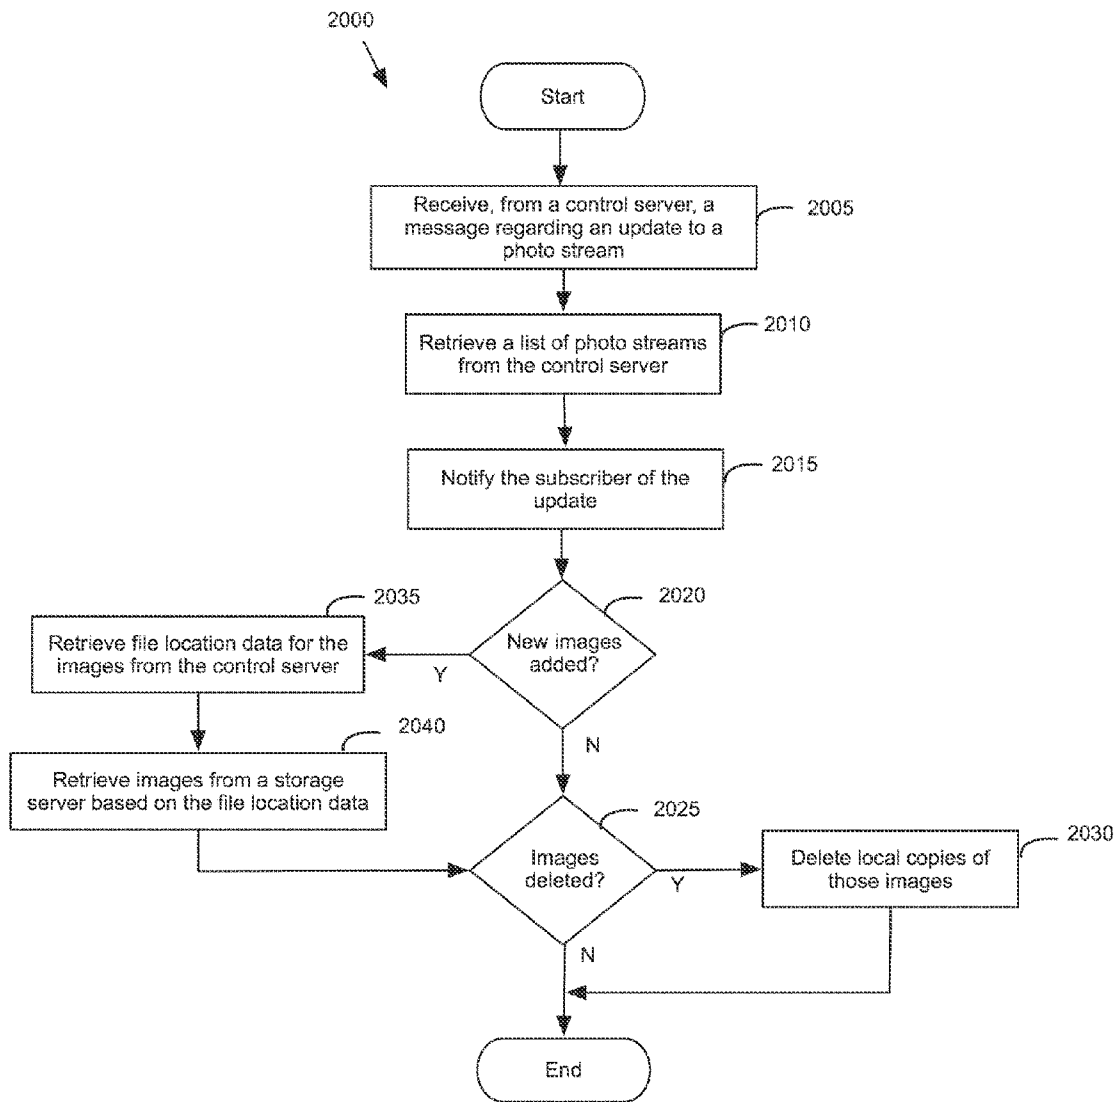 2000
Start
Receive, from a control server, a
message regarding an update to a
photo stream
2005
Retrieve a list of photo streams
from the control server
2010
Notify the subscriber of the
update
2015
New images
added?
2020
Y
N
Retrieve file location data for the
images from the control server
2035
Retrieve images from a storage
server based on the file location data
2040
Images
deleted?
2025
Y
N
Delete local copies of
those images
2030
End